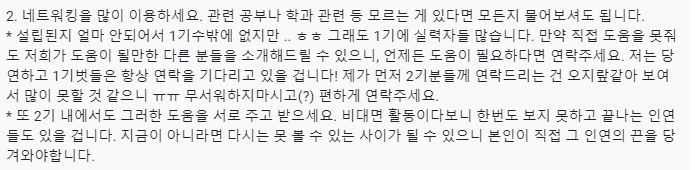 2. 네트워킹을 많이 이용하세요. 관련 공부나 학과 관련 등 모르는 게 있다면 모든지 물어보셔도 됩니다.
* 설립된지 얼마 안되어서 1기수밖에 없지만 .. ㅎㅎ 그래도 1기에 실력자들 많습니다. 만약 직접 도움을 못줘
도 저희가 도움이 될만한 다른 분들을 소개해드릴 수 있으니, 언제든 도움이 필요하다면 연락주세요. 저는 당
연하고 1기벗들은 항상 연락을 기다리고 있을 겁니다! 제가 먼저 2기분들께 연락드리는 건 오지랖같아 보여
서 많이 못할 것 같으니 ㅠㅠ 무서워하지마시고(?) 편하게 연락주세요.
* 또 2기 내에서도 그러한 도움을 서로 주고 받으세요. 비대면 활동이다보니 한번도 보지 못하고 끝나는 인연
들도 있을 겁니다. 지금이 아니라면 다시는 못 볼 수 있는 사이가 될 수 있으니 본인이 직접 그 인연의 끈을 당
겨와야합니다.